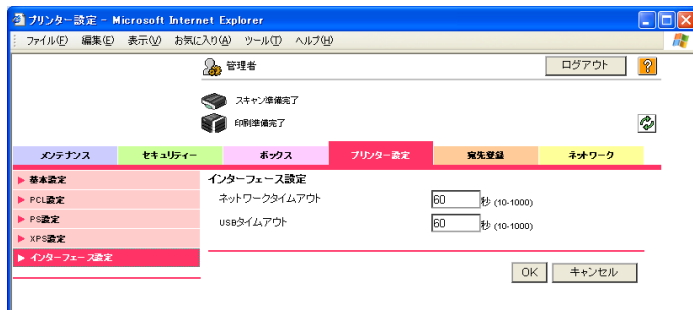 プリンター設定 - Microsoft Internet Explorer
ファイル(F) 編集(E) 表示(V) お気に入り(A) ツール(T) ヘルプ(H)
管理者 ログアウト ?
スキャン準備完了
印刷準備完了
メンテナンス セキュリティー ボックス プリンター設定 宛先登録 ネットワーク
基本設定
PCL設定
PS設定
XPS設定
インターフェース設定
インターフェース設定
ネットワークタイムアウト 60 秒 (10-1000)
USBタイムアウト 60 秒 (10-1000)
OK キャンセル